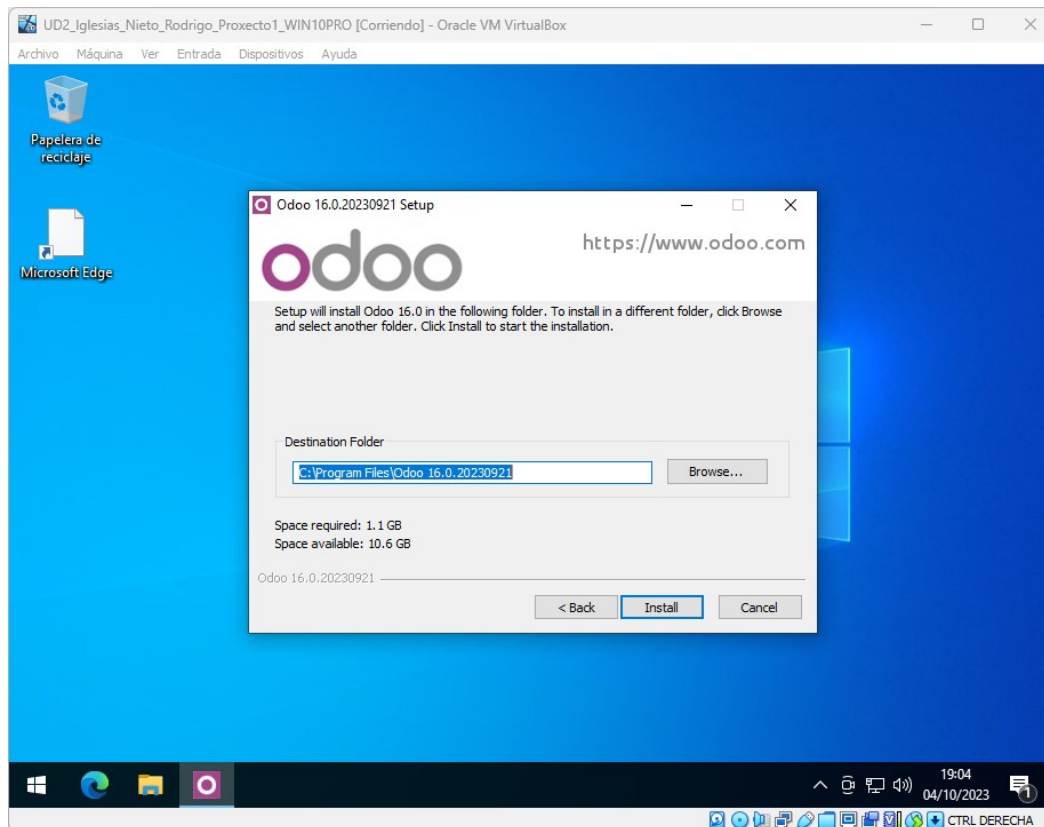 UD2_Iglesias_Nieto_Rodrigo_Proxecto1_WIN10PRO [Corriendo] - Oracle VM VirtualBox
Archivo Máquina Ver Entrada Dispositivos Ayuda
Papelera de
reciclaje
Microsoft Edge
Odoo 16.0.20230921 Setup
odoo
https://www.odoo.com
Setup will install Odoo 16.0 in the following folder. To install in a different folder, click Browse
and select another folder. Click Install to start the installation.
Destination Folder
C:\Program Files\Odoo 16.0.20230921
Browse...
Space required: 1.1 GB
Space available: 10.6 GB
Odoo 16.0.20230921
< Back Install Cancel
19:04
04/10/2023
1
CTRL DERECHA